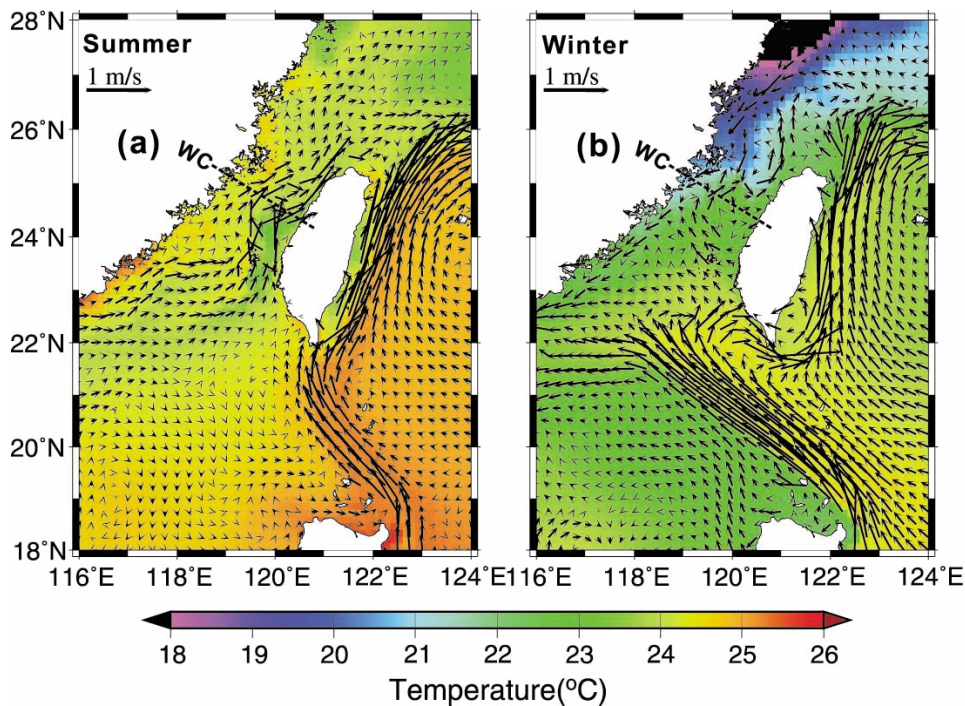 28˚N
26˚N
24˚N
22˚N
20˚N
18˚N
Summer
1 m/s
(a)
WC
116˚E 118˚E 120˚E 122˚E 124˚E
Winter
1 m/s
(b)
WC
116˚E 118˚E 120˚E 122˚E 124˚E
18 19 20 21 22 23 24 25 26
Temperature(ºC)